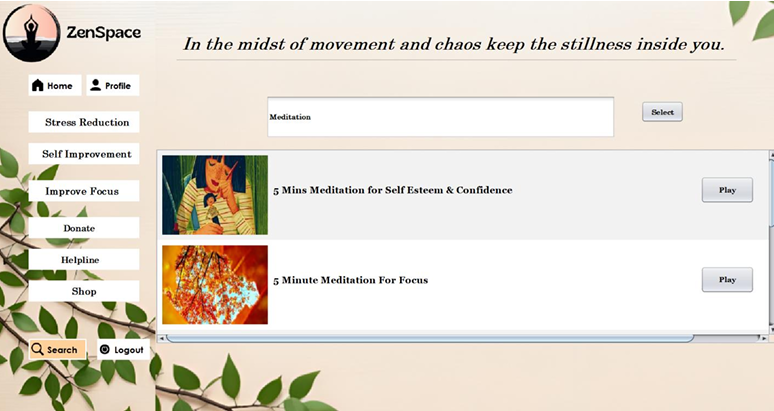 ZenSpace
In the midst of movement and chaos keep the stillness inside you.
Home
Profile
Stress Reduction
Self Improvement
Improve Focus
Donate
Helpline
Shop
Search
Logout
Meditation
Select
5 Mins Meditation for Self Esteem & Confidence
Play
5 Minute Meditation For Focus
Play